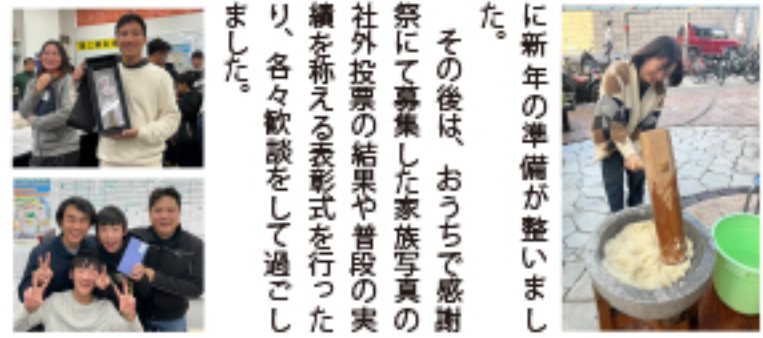 に新年の準備が整いまし
た。
その後は、おうちで感謝
祭にて募集した家族写真の
社外投票の結果や普段の実
績を称える表彰式を行った
り、各々歓談をして過ごし
ました。